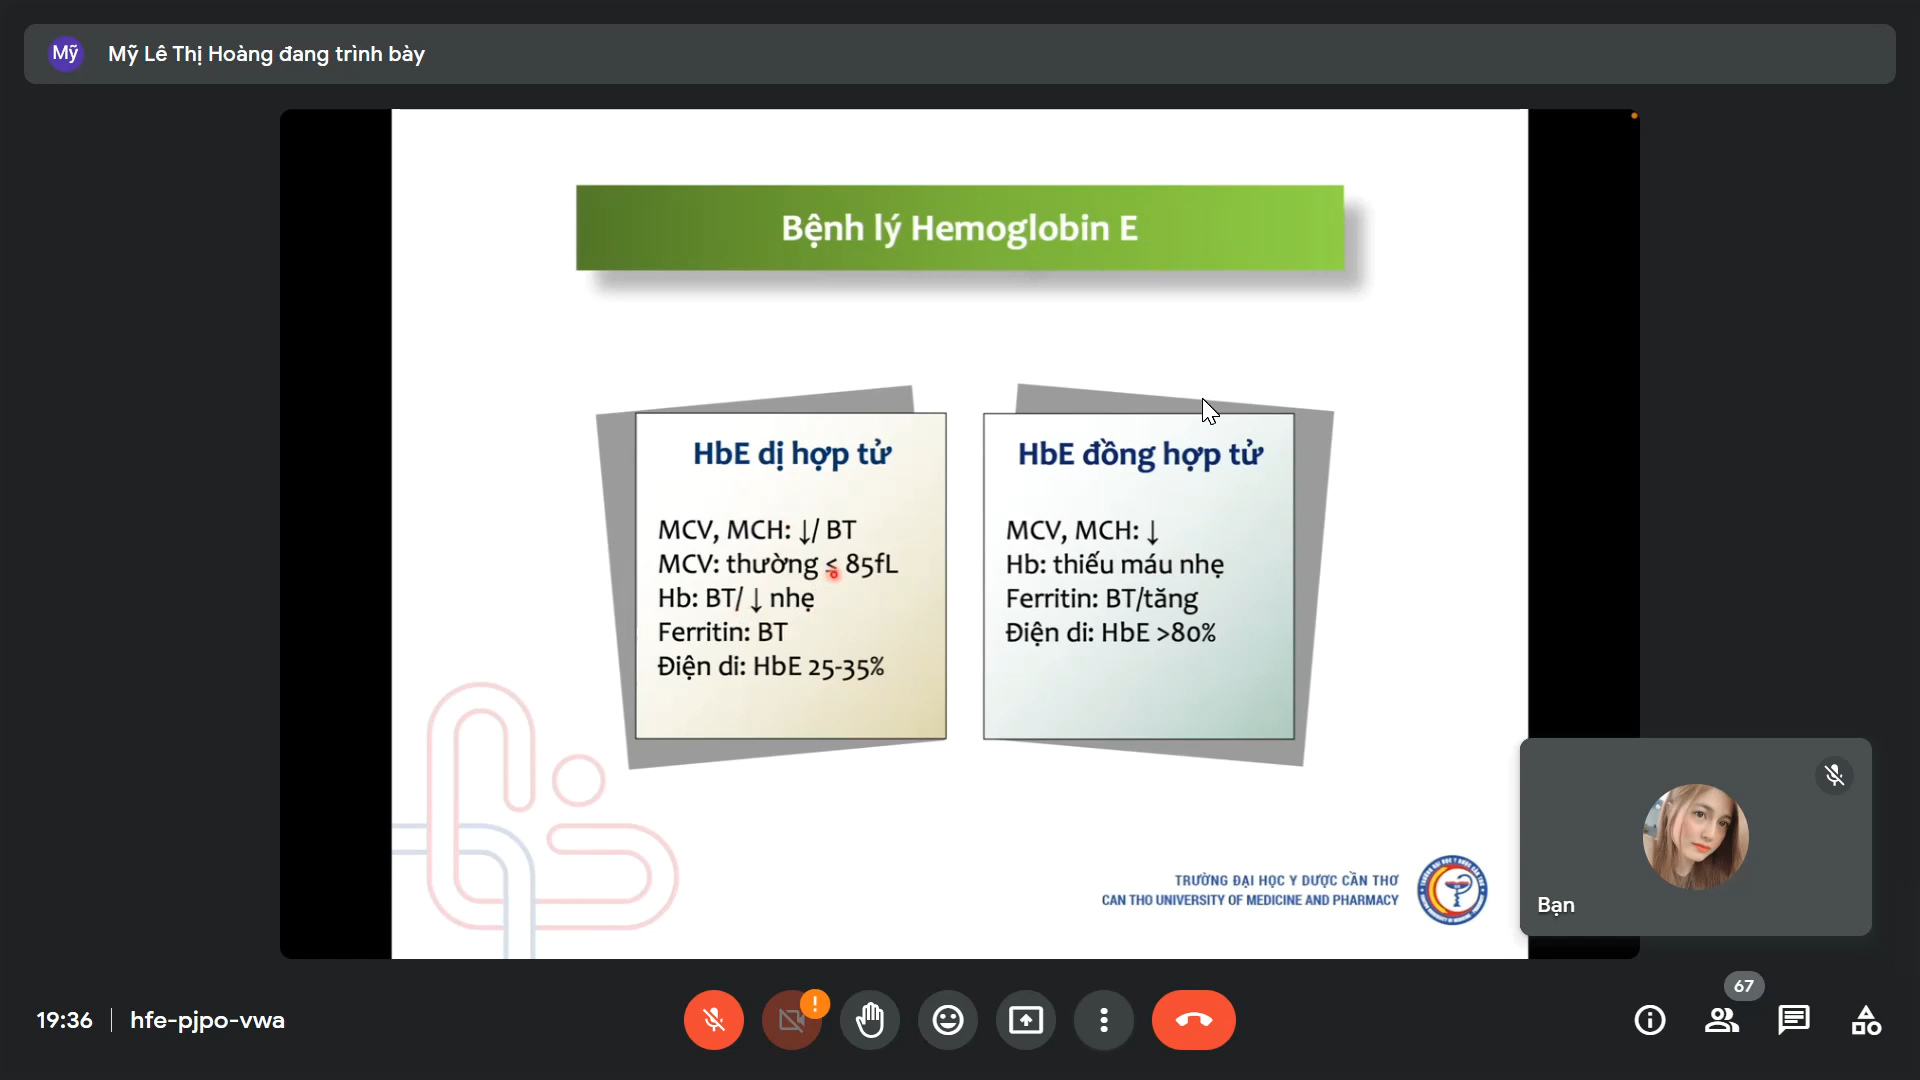 Mỹ
Mỹ Lê Thị Hoàng đang trình bày
Bệnh lý Hemoglobin E
HbE dị hợp tử
MCV, MCH: ↓/ BT
MCV: thường ≤ 85fL
Hb: BT/ ↓ nhẹ
Ferritin: BT
Điện di: HbE 25-35%
HbE đồng hợp tử
MCV, MCH: ↓
Hb: thiếu máu nhẹ
Ferritin: BT/tăng
Điện di: HbE >80%
TRƯỜNG ĐẠI HỌC Y DƯỢC CẦN THƠ
CAN THO UNIVERSITY OF MEDICINE AND PHARMACY
Bạn
67
19:36
hfe-pjpo-vwa